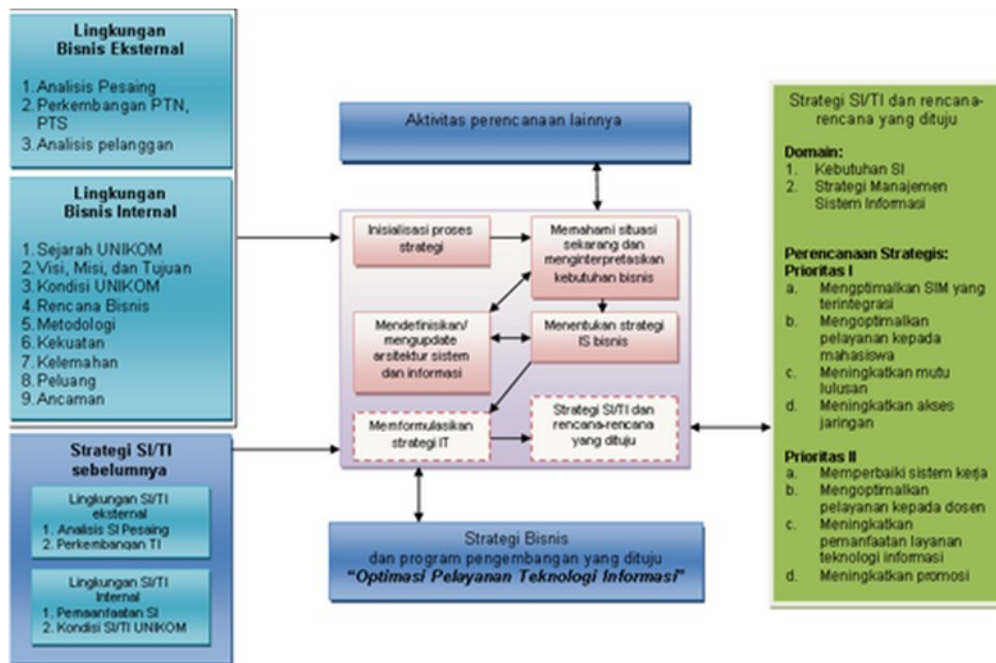 Lingkungan
Bisnis Eksternal
1. Analisis Pesaing
2. Perkembangan PTN,
PTS
3. Analisis pelanggan
Lingkungan
Bisnis Internal
1. Sejarah UNIKOM
2. Visi, Misi, dan Tujuan
3. Kondisi UNIKOM
4. Rencana Bisnis
5. Metodologi
6. Kekuatan
7. Kelemahan
8. Peluang
9. Ancaman
Strategi SI/TI
sebelumnya
Lingkungan SI/TI
eksternal
1. Analisis SI Pesaing
2. Perkembangan TI
Lingkungan SI/TI
Internal
1. Pemaanfaatan SI
2. Kondisi SI/TI UNIKOM
Aktivitas perencanaan lainnya
Inisialisasi proses
strategi
Memahami situasi
sekarang dan
menginterpretasikan
kebutuhan bisnis
Mendefinisikan/
mengupdate
arsitektur sistem
dan informasi
Menentukan strategi
IS bisnis
Memformulasikan
strategi IT
Strategi SI/TI dan
rencana-rencana
yang dituju
Strategi Bisnis
dan program pengembangan yang dituju
“Optimasi Pelayanan Teknologi Informasi”
Strategi SI/TI dan rencana-
rencana yang dituju
Domain:
1. Kebutuhan SI
2. Strategi Manajemen
Sistem Informasi
Perencanaan Strategis:
Prioritas I
a. Mengptimalkan SIM yang
terintegrasi
b. Mengoptimalkan
pelayanan kepada
mahasiswa
c. Meningkatkan mutu
lulusan
d. Meningkatkan akses
jaringan
Prioritas II
a. Memperbaiki sistem kerja
b. Mengoptimalkan
pelayanan kepada dosen
c. Meningkatkan
pemanfaatan layanan
teknologi informasi
d. Meningkatkan promosi